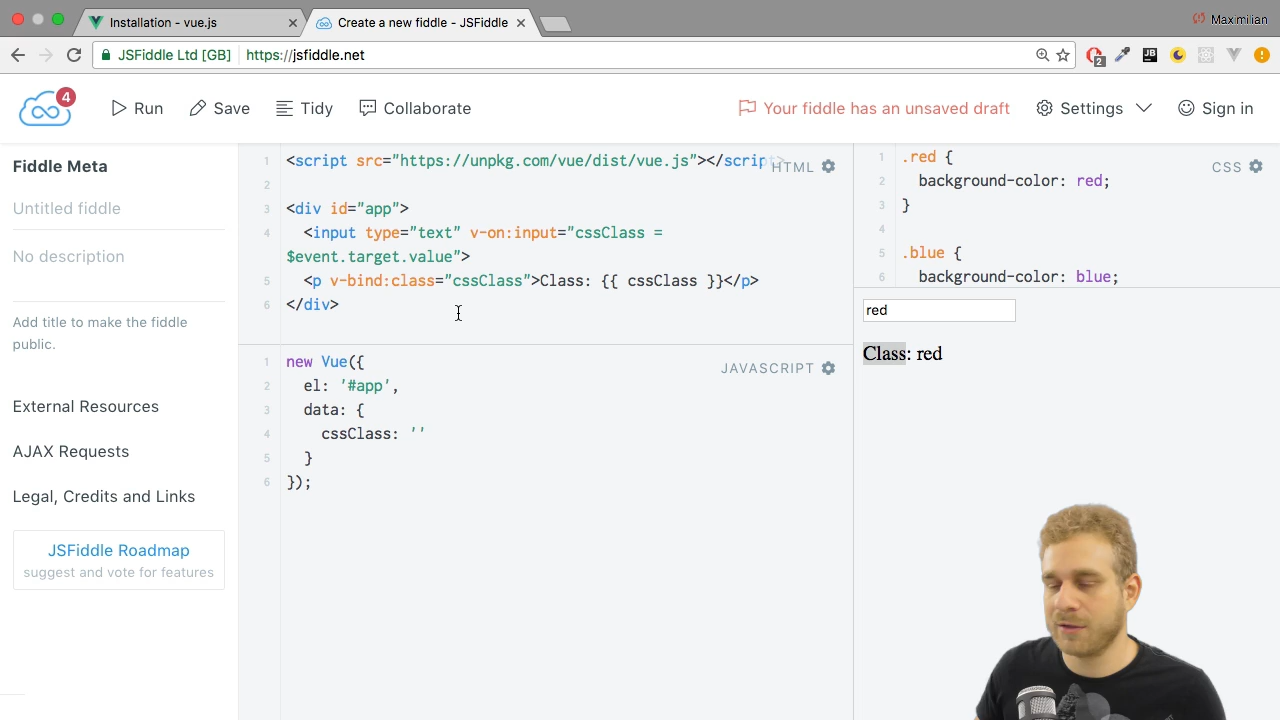 Installation - vue.js
Create a new fiddle - JSFiddle
Maximilian
JSFiddle Ltd [GB]
https://jsfiddle.net
2
JB
4
Run
Save
Tidy
Collaborate
Your fiddle has an unsaved draft
Settings
Sign in
Fiddle Meta
Untitled fiddle
No description
Add title to make the fiddle
public.
External Resources
AJAX Requests
Legal, Credits and Links
JSFiddle Roadmap
suggest and vote for features
HTML
1 <script src="https://unpkg.com/vue/dist/vue.js"></script>
2
3 <div id="app">
4 <input type="text" v-on:input="cssClass =
$event.target.value">
5 <p v-bind:class="cssClass">Class: {{ cssClass }}</p>
6 </div>
JAVASCRIPT
1 new Vue({
2 el: '#app',
3 data: {
4 cssClass: ''
5 }
6 });
CSS
1 .red {
2 background-color: red;
3 }
4
5 .blue {
6 background-color: blue;
red
Class: red